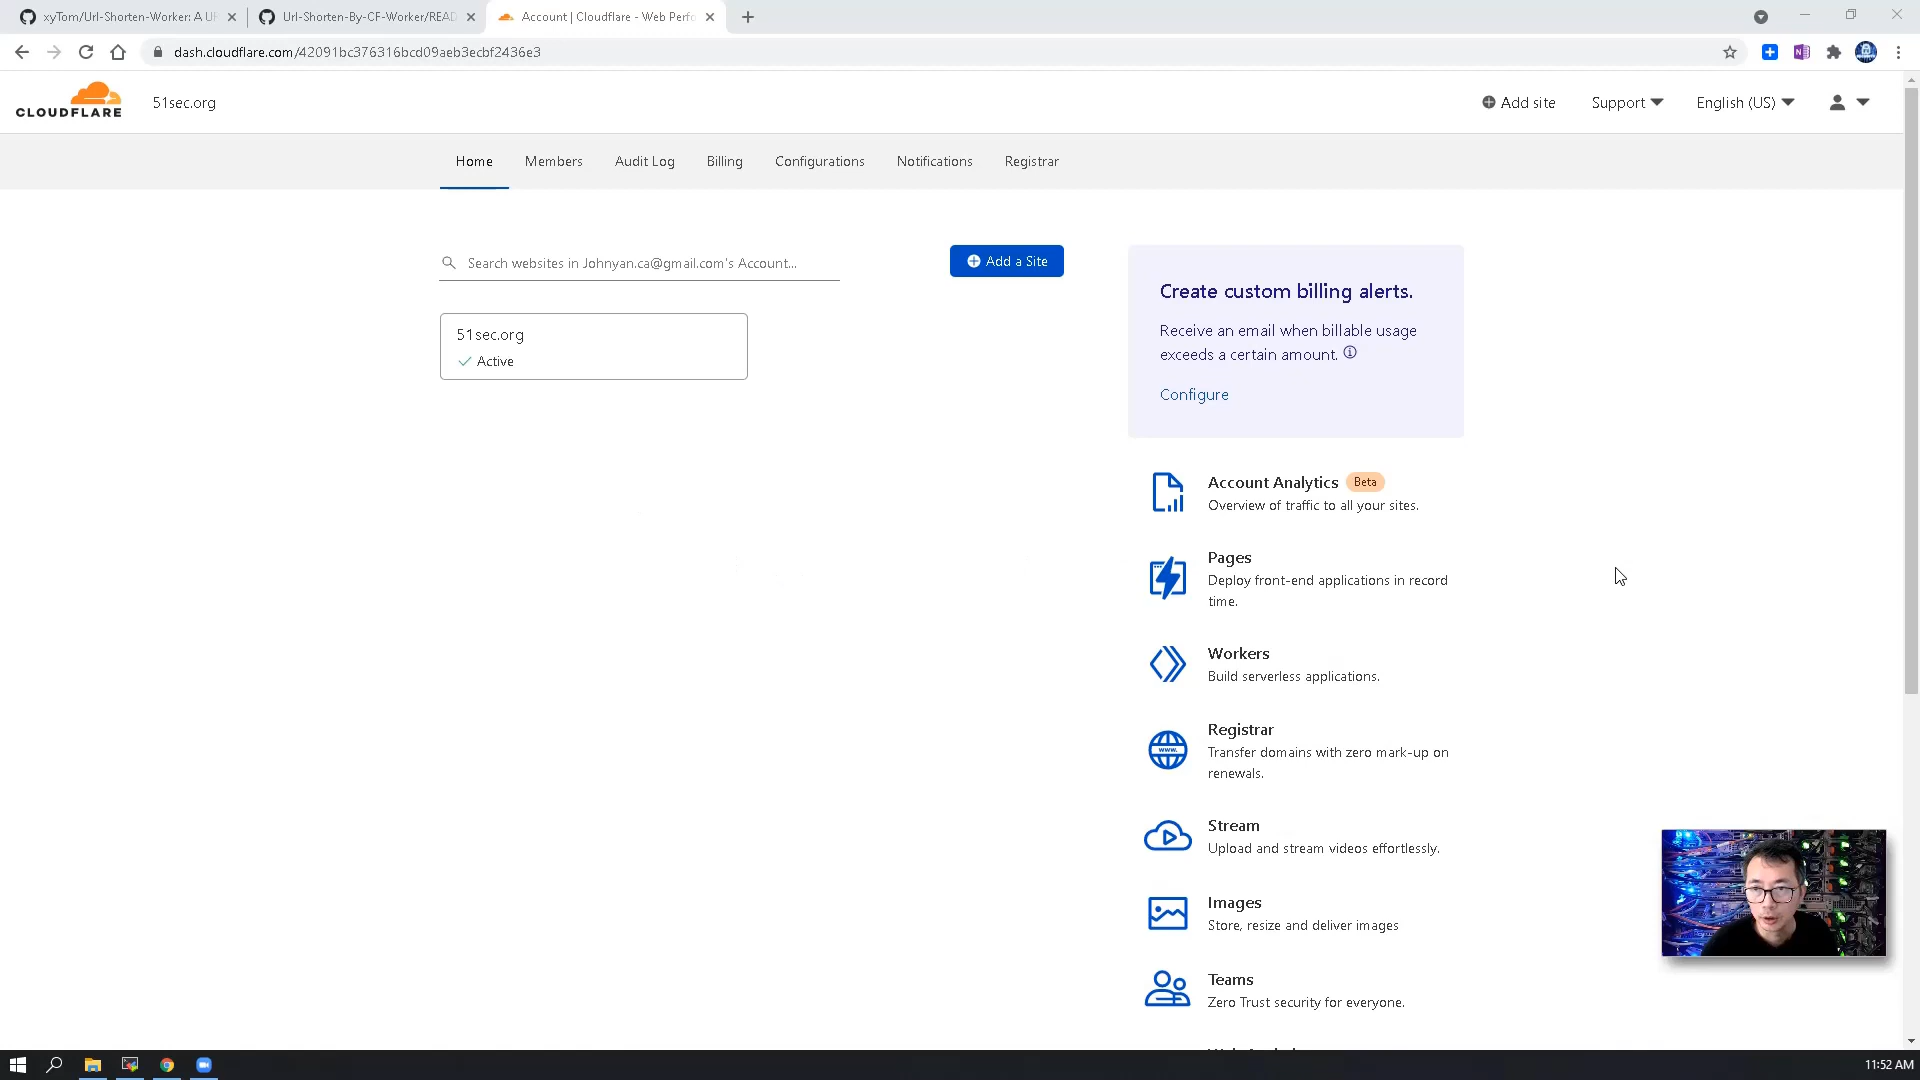 xyTom/Url-Shorten-Worker: A UR
Url-Shorten-By-CF-Worker/READ
Account | Cloudflare - Web Perfo
dash.cloudflare.com/42091bc376316bcd09aeb3ecbf2436e3
CLOUDFLARE
51sec.org
Add site
Support
English (US)
Home
Members
Audit Log
Billing
Configurations
Notifications
Registrar
Search websites in Johnyan.ca@gmail.com's Account...
Add a Site
51sec.org
Active
Create custom billing alerts.
Receive an email when billable usage
exceeds a certain amount.
Configure
Account Analytics Beta
Overview of traffic to all your sites.
Pages
Deploy front-end applications in record
time.
Workers
Build serverless applications.
www.
Registrar
Transfer domains with zero mark-up on
renewals.
Stream
Upload and stream videos effortlessly.
Images
Store, resize and deliver images
Teams
Zero Trust security for everyone.
11:52 AM